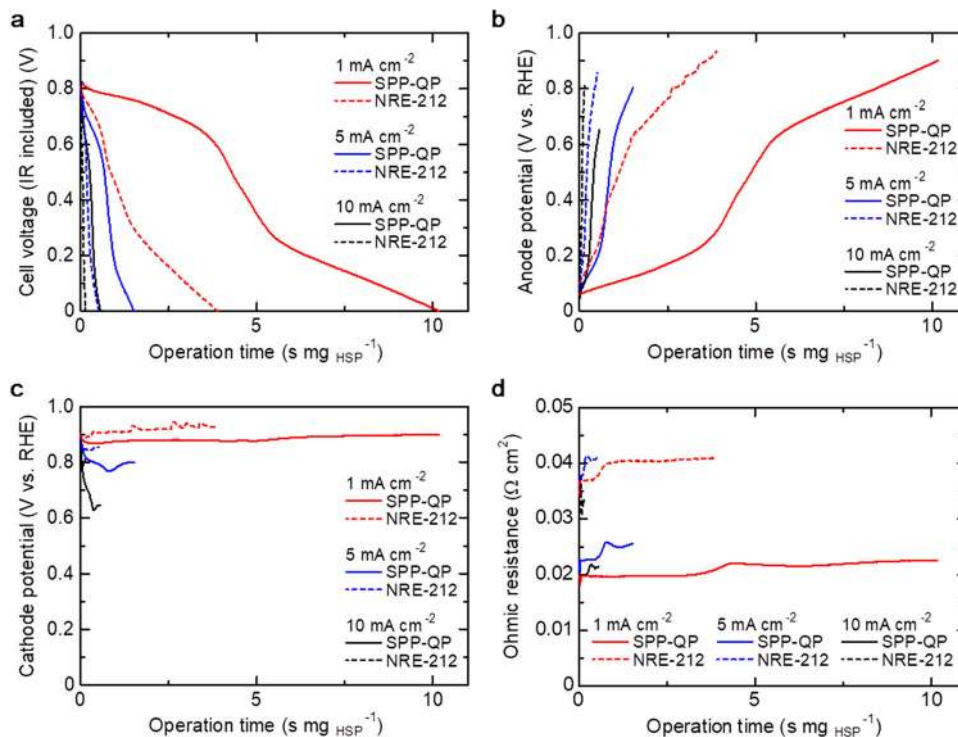 a
Cell voltage (IR included) (V)
1.0
0.8
0.6
0.4
0.2
0
0
5
10
Operation time (s mg HSP -1)
1 mA cm-2
SPP-QP
NRE-212
5 mA cm-2
SPP-QP
NRE-212
10 mA cm-2
SPP-QP
NRE-212
b
Anode potential (V vs. RHE)
1.0
0.8
0.6
0.4
0.2
0
0
5
10
Operation time (s mg HSP -1)
1 mA cm-2
SPP-QP
NRE-212
5 mA cm-2
SPP-QP
NRE-212
10 mA cm-2
SPP-QP
NRE-212
c
Cathode potential (V vs. RHE)
1.0
0.9
0.8
0.6
0.8
0.4
0.2
0
0
5
10
Operation time (s mg HSP -1)
1 mA cm-2
SPP-QP
NRE-212
5 mA cm-2
SPP-QP
NRE-212
10 mA cm-2
SPP-QP
NRE-212
d
Ohmic resistance (Ω cm2)
0.05
0.04
0.03
0.02
0.01
0
0
5
10
Operation time (s mg HSP -1)
1 mA cm-2
5 mA cm-2
10 mA cm-2
SPP-QP
SPP-QP
SPP-QP
NRE-212
NRE-212
NRE-212